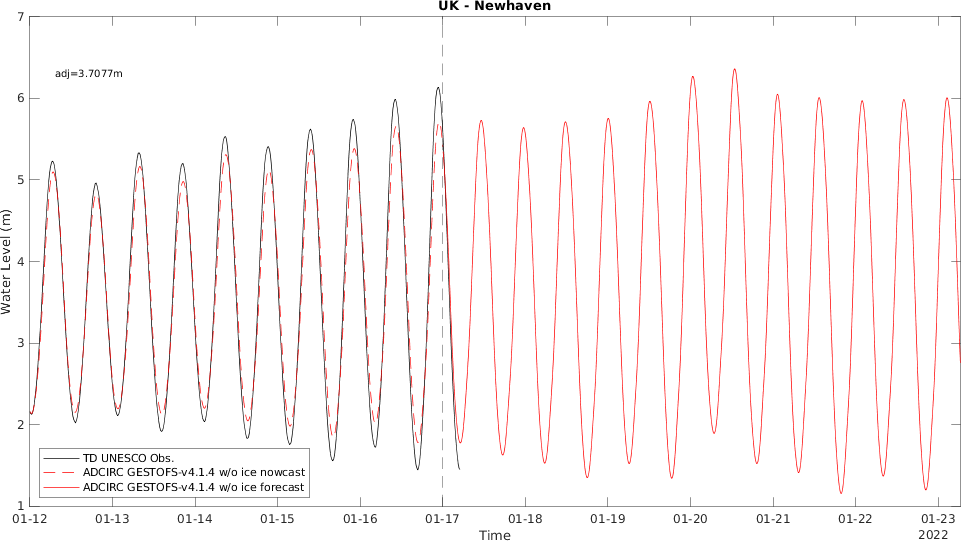 UK - Newhaven
adj=3.7077m
Water Level (m)
7
6
5
4
3
2
1
TD UNESCO Obs.
ADCIRC GESTOFS-v4.1.4 w/o ice nowcast
ADCIRC GESTOFS-v4.1.4 w/o ice forecast
01-12 01-13 01-14 01-15 01-16 01-17 01-18 01-19 01-20 01-21 01-22 01-23
Time 2022